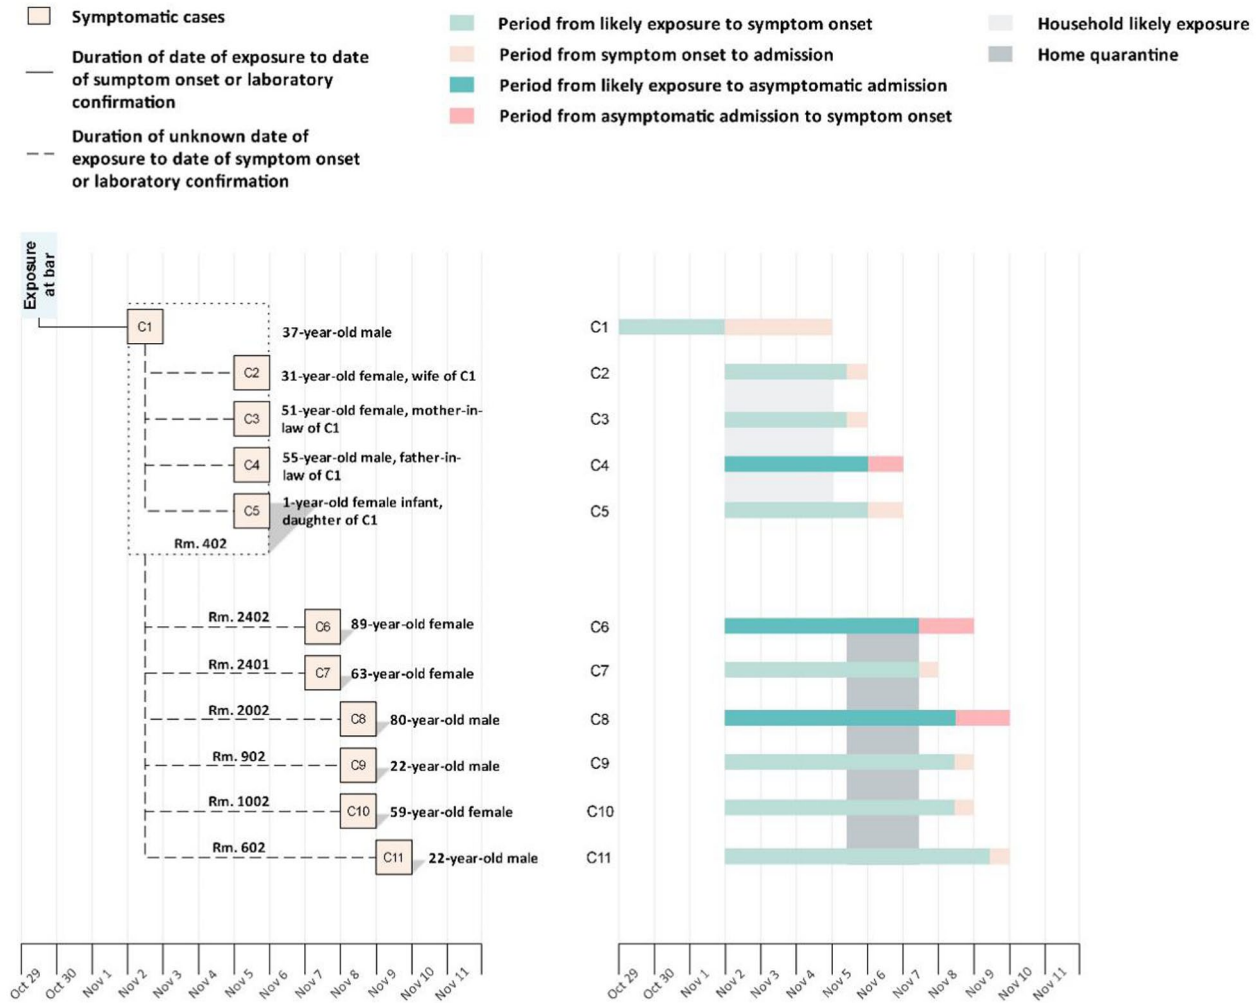 Symptomatic cases
Duration of date of exposure to date
of sumptom onset or laboratory
confirmation
Duration of unknown date of
exposure to date of symptom onset
or laboratory confirmation
Period from likely exposure to symptom onset
Period from symptom onset to admission
Period from likely exposure to asymptomatic admission
Period from asymptomatic admission to symptom onset
Household likely exposure
Home quarantine
Exposure
at bar
C1
37-year-old male
C2
31-year-old female, wife of C1
C3
51-year-old female, mother-in-
law of C1
C4
55-year-old male, father-in-
law of C1
C5
1-year-old female infant,
daughter of C1
Rm. 402
Rm. 2402
C6
89-year-old female
Rm. 2401
C7
63-year-old female
Rm. 2002
C8
80-year-old male
Rm. 902
C9
22-year-old male
Rm. 1002
C10
59-year-old female
Rm. 602
C11
22-year-old male
Oct 29
Oct 30
Nov 1
Nov 2
Nov 3
Nov 4
Nov 5
Nov 6
Nov 7
Nov 8
Nov 9
Nov 10
Nov 11
C1
C2
C3
C4
C5
C6
C7
C8
C9
C10
C11
Oct 29
Oct 30
Nov 1
Nov 2
Nov 3
Nov 4
Nov 5
Nov 6
Nov 7
Nov 8
Nov 9
Nov 10
Nov 11